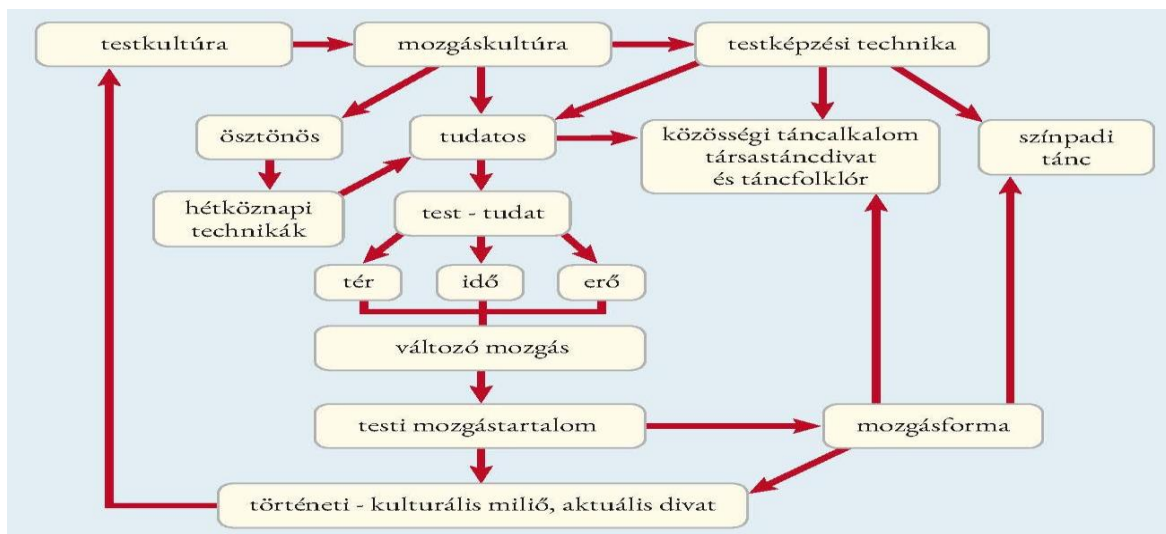 testkultúra
mozgáskultúra
testképzési technika
ösztönös
tudatos
közösségi táncalkalom
társastáncdivat
és táncfolklór
színpadi
tánc
hétköznapi
technikák
test - tudat
tér
idő
erő
változó mozgás
testi mozgástartalom
mozgásforma
történeti - kulturális miliő, aktuális divat